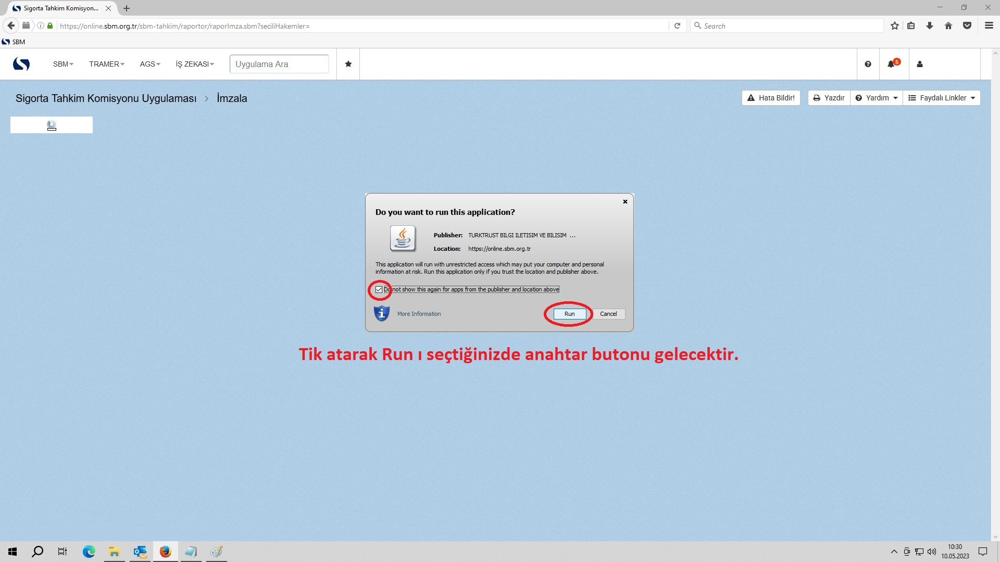 Sigorta Tahkim Komisyon...
https://online.sbm.org.tr/sbm-tahkim/raportor/raporImza.sbm?seciliHakemler=
Search
SBM
SBM
TRAMER
AGS
İŞ ZEKASI
Uygulama Ara
5
Sigorta Tahkim Komisyonu Uygulaması > İmzala
Hata Bildir!
Yazdır
Yardım
Faydalı Linkler
Do you want to run this application?
Publisher: TURKTRUST BILGI ILETISIM VE BILISIM ...
Location: https://online.sbm.org.tr
This application will run with unrestricted access which may put your computer and personal
information at risk. Run this application only if you trust the location and publisher above.
Do not show this again for apps from the publisher and location above
More Information
Run
Cancel
Tik atarak Run ı seçtiğinizde anahtar butonu gelecektir.
10:30
10.05.2023